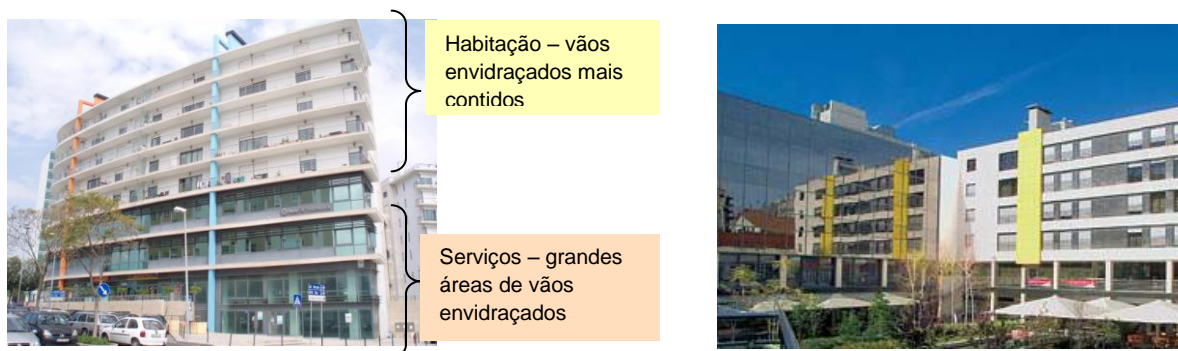 Habitação – vãos
envidraçados mais
contidos
Serviços – grandes
áreas de vãos
envidraçados